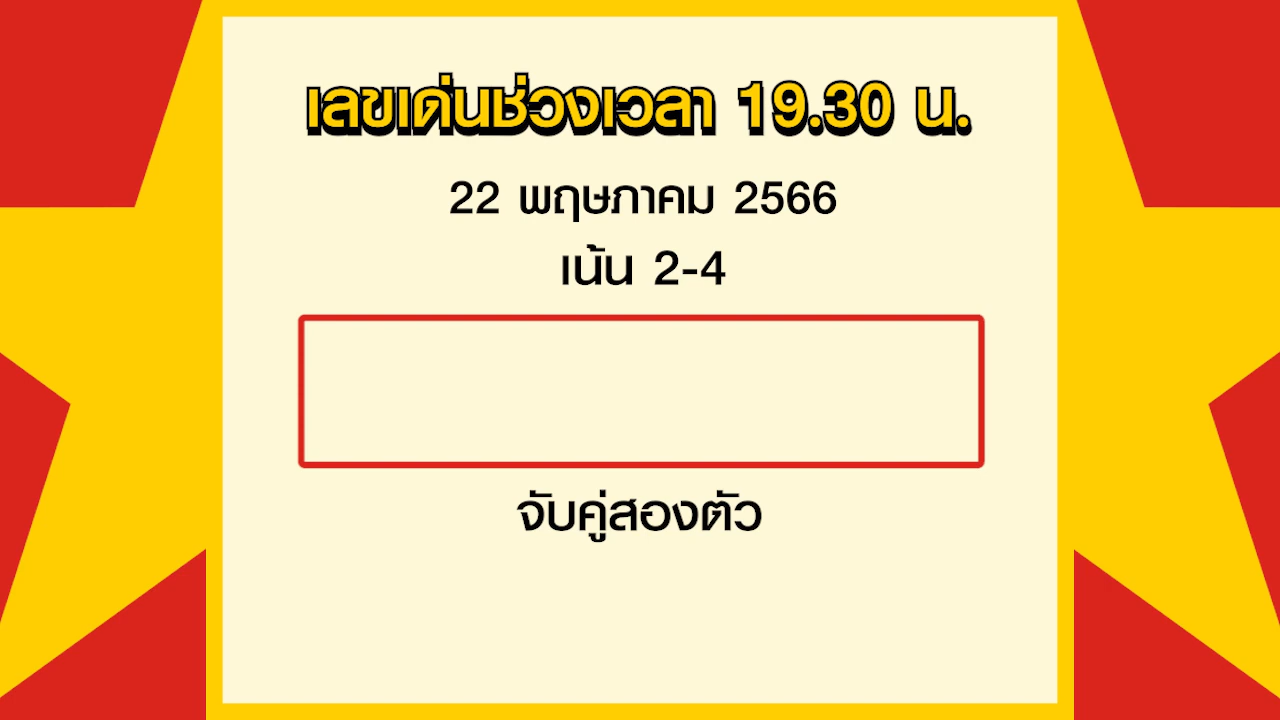 เลขเด่นช่วงเวลา 19.30 น.
22 พฤษภาคม 2566
เน้น 2-4
จับคู่สองตัว